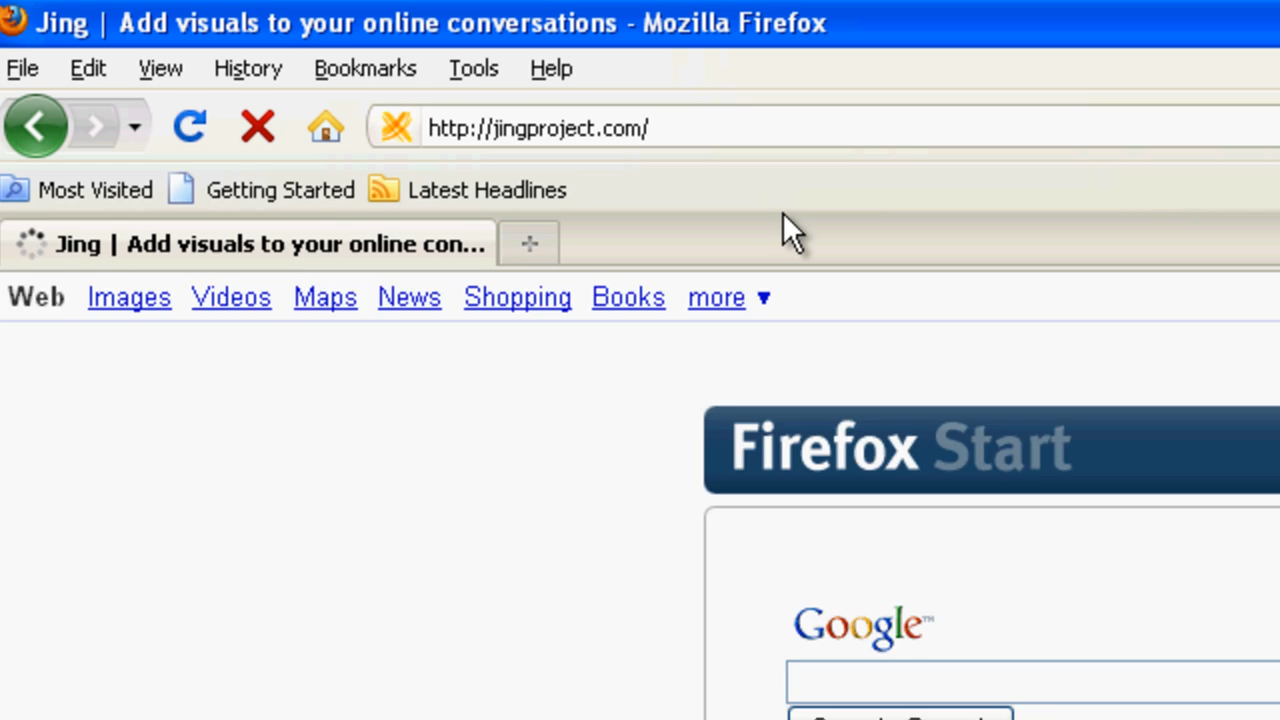 Jing | Add visuals to your online conversations - Mozilla Firefox
File Edit View History Bookmarks Tools Help
http://jingproject.com/
Most Visited Getting Started Latest Headlines
Jing | Add visuals to your online con...
Web Images Videos Maps News Shopping Books more ▼
Firefox Start
Google™